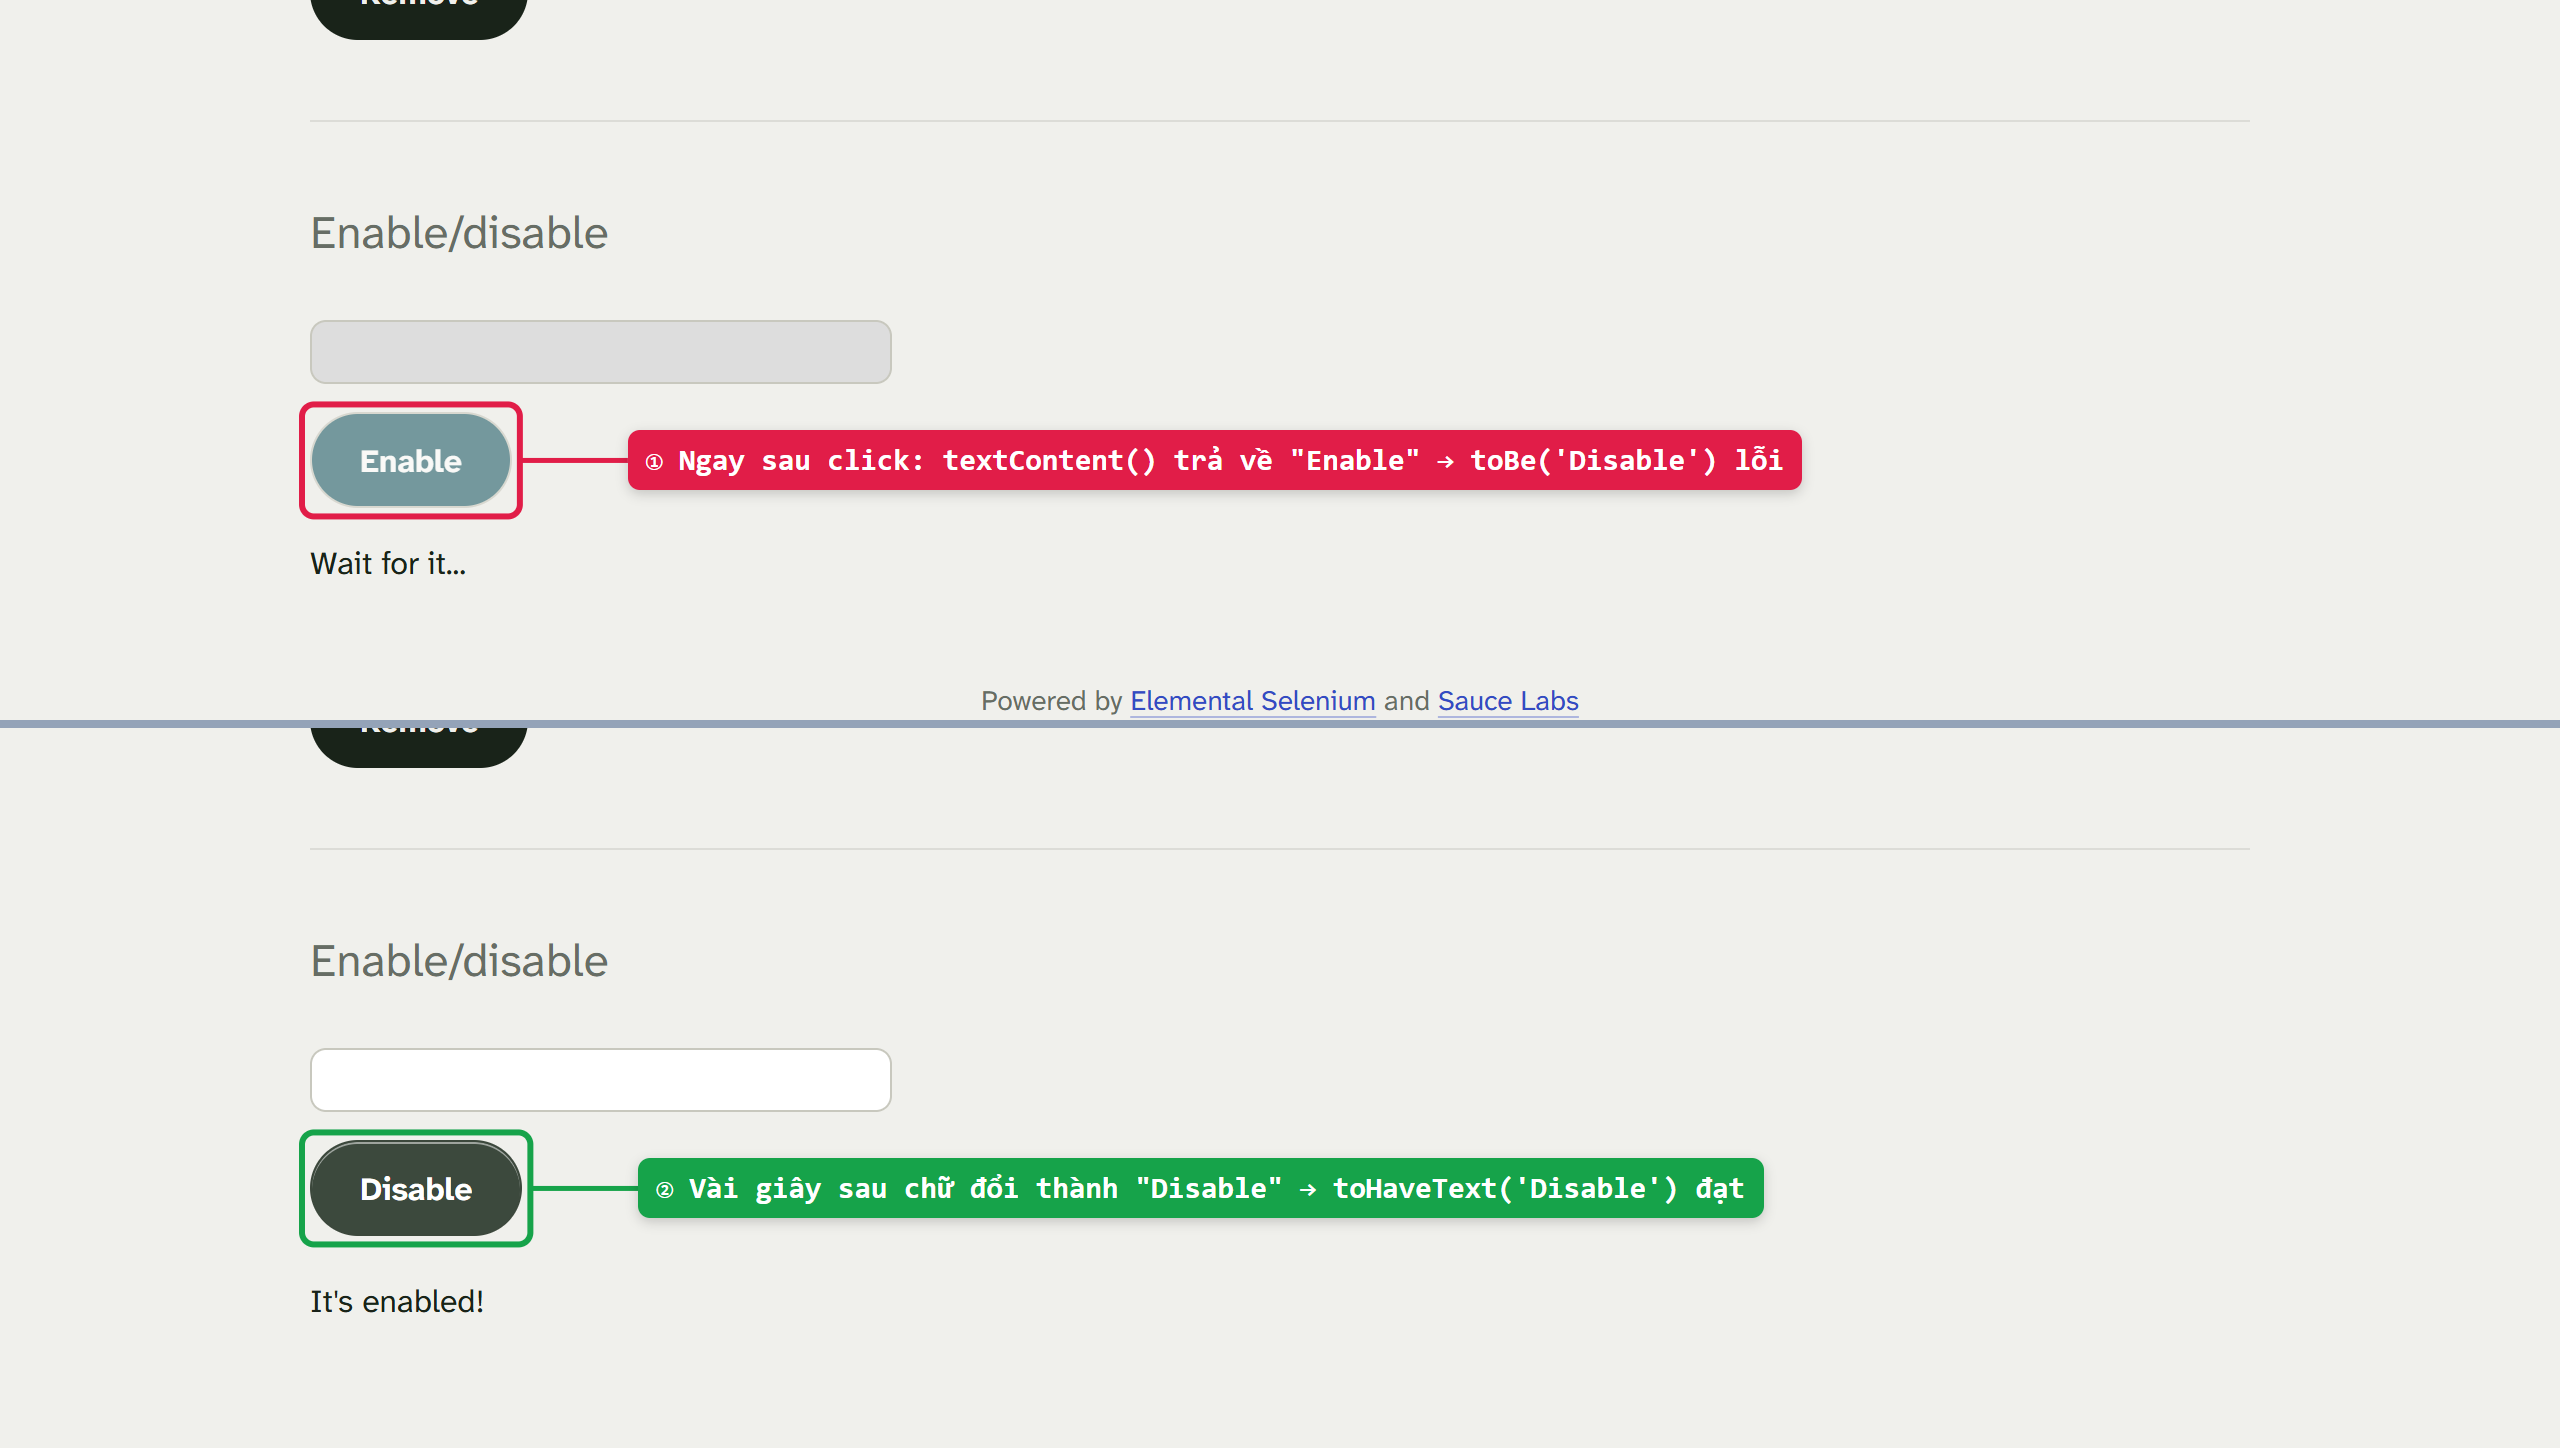 Remove
Enable/disable
Enable
① Ngay sau click: textContent() trả về "Enable" → toBe('Disable') lỗi
Wait for it...
Powered by Elemental Selenium and Sauce Labs
Remove
Enable/disable
Disable
② Vài giây sau chữ đổi thành "Disable" → toHaveText('Disable') đạt
It's enabled!